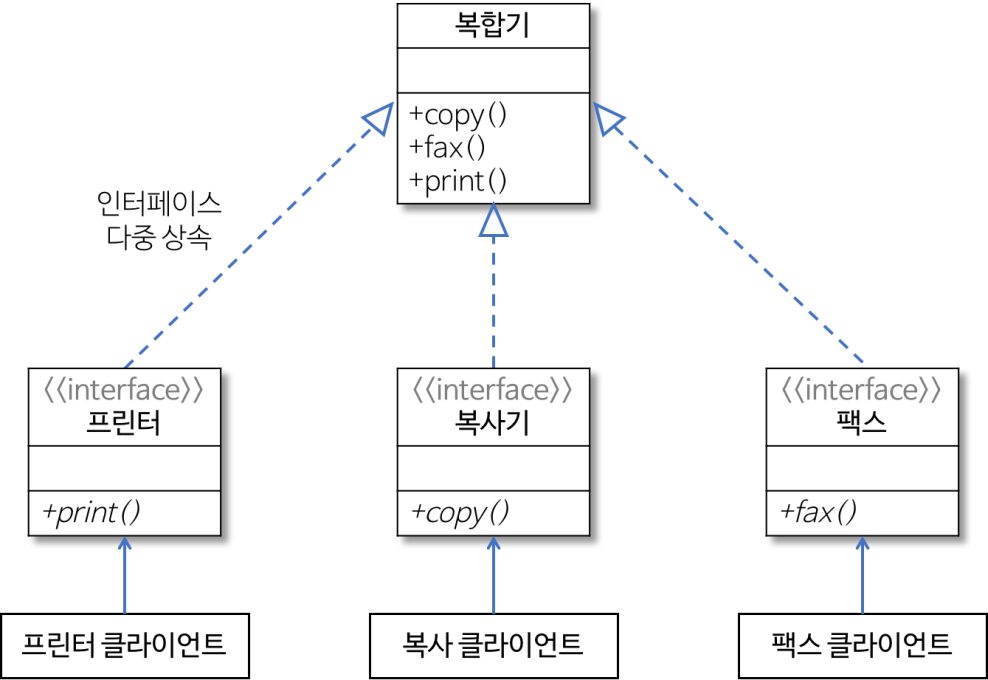 복합기
+copy()
+fax()
+print()
인터페이스
다중 상속
<<interface>>
프린터
+print()
<<interface>>
복사기
+copy()
<<interface>>
팩스
+fax()
프린터 클라이언트
복사 클라이언트
팩스 클라이언트